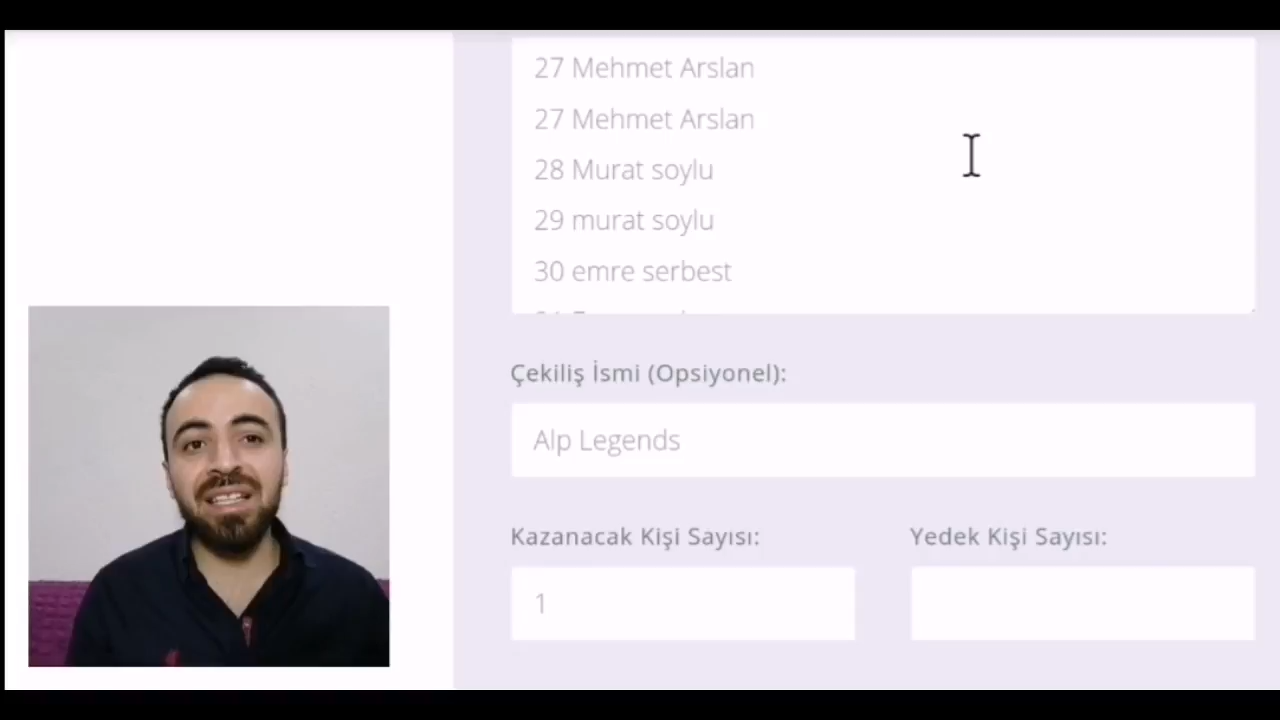 27 Mehmet Arslan
27 Mehmet Arslan
28 Murat soylu
29 murat soylu
30 emre serbest
Çekiliş İsmi (Opsiyonel):
Alp Legends
Kazanacak Kişi Sayısı:
Yedek Kişi Sayısı:
1